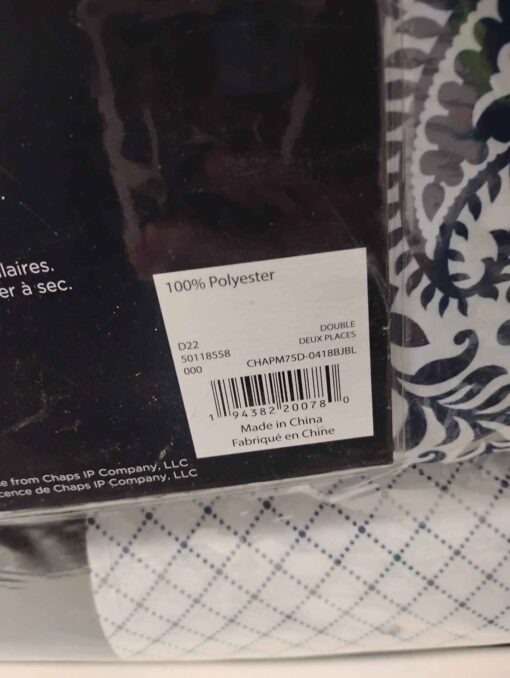 laires.
er à sec.
100% Polyester
D22
50118558
000
DOUBLE
DEUX PLACES
CHAPM75D-0418BJBL
1 94382 20078 0
Made in China
Fabriqué en Chine
e from Chaps IP Company, LLC
cence de Chaps IP Company, LLC